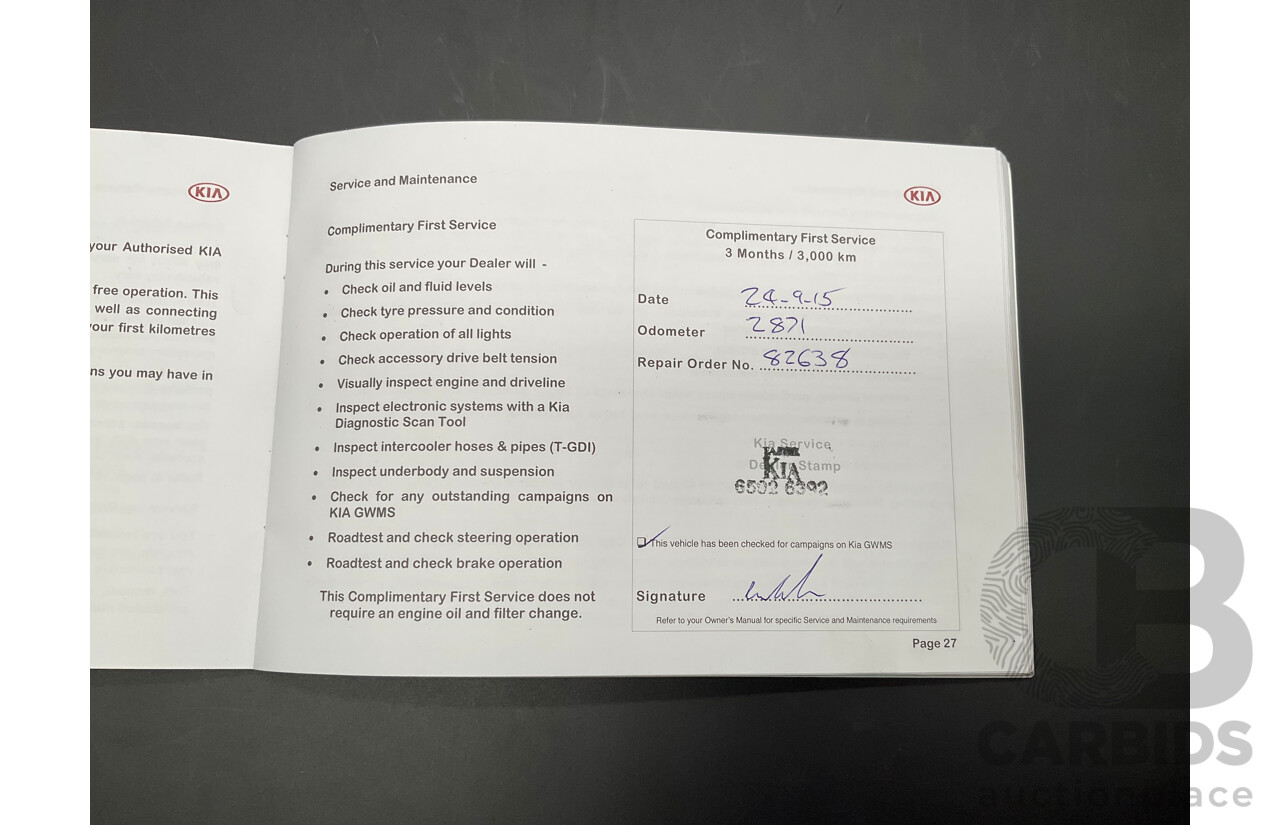 KIA
your Authorised KIA
free operation. This
well as connecting
your first kilometres
ns you may have in
Service and Maintenance
KIA
Complimentary First Service
During this service your Dealer will -
• Check oil and fluid levels
• Check tyre pressure and condition
• Check operation of all lights
• Check accessory drive belt tension
• Visually inspect engine and driveline
• Inspect electronic systems with a Kia
Diagnostic Scan Tool
• Inspect intercooler hoses & pipes (T-GDI)
• Inspect underbody and suspension
• Check for any outstanding campaigns on
KIA GWMS
• Roadtest and check steering operation
• Roadtest and check brake operation
This Complimentary First Service does not
require an engine oil and filter change.
Complimentary First Service
3 Months / 3,000 km
Date 24-9-15
Odometer 2871
Repair Order No. 82638
Kia Service
Stamp
KIA
This vehicle has been checked for campaigns on Kia GWMS
Signature
Refer to your Owner's Manual for specific Service and Maintenance requirements
Page 27
CARBIDS
auctionplace